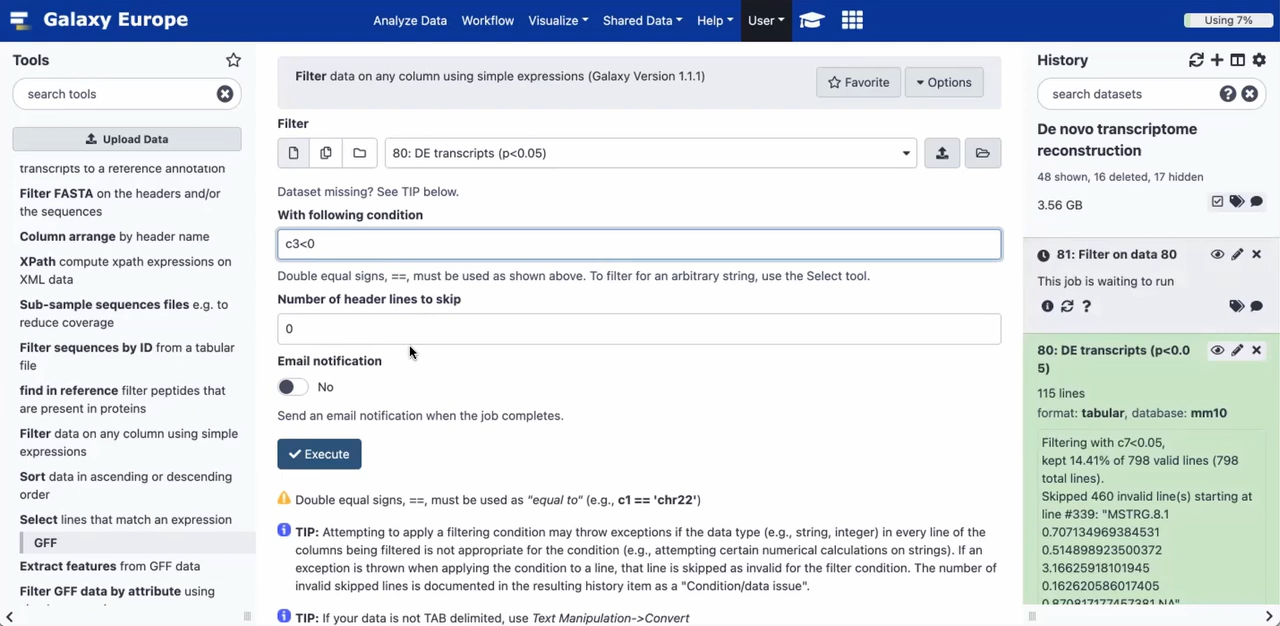 Galaxy Europe
Analyze Data
Workflow
Visualize
Shared Data
Help
User
Using 7%
Tools
search tools
Upload Data
transcripts to a reference annotation
Filter FASTA on the headers and/or
the sequences
Column arrange by header name
XPath compute xpath expressions on
XML data
Sub-sample sequences files e.g. to
reduce coverage
Filter sequences by ID from a tabular
file
find in reference filter peptides that
are present in proteins
Filter data on any column using simple
expressions
Sort data in ascending or descending
order
Select lines that match an expression
GFF
Extract features from GFF data
Filter GFF data by attribute using
Filter data on any column using simple expressions (Galaxy Version 1.1.1)
Favorite
Options
Filter
80: DE transcripts (p<0.05)
Dataset missing? See TIP below.
With following condition
c3<0
Double equal signs, ==, must be used as shown above. To filter for an arbitrary string, use the Select tool.
Number of header lines to skip
0
Email notification
No
Send an email notification when the job completes.
Execute
Double equal signs, ==, must be used as "equal to" (e.g., c1 == 'chr22')
TIP: Attempting to apply a filtering condition may throw exceptions if the data type (e.g., string, integer) in every line of the
columns being filtered is not appropriate for the condition (e.g., attempting certain numerical calculations on strings). If an
exception is thrown when applying the condition to a line, that line is skipped as invalid for the filter condition. The number of
invalid skipped lines is documented in the resulting history item as a "Condition/data issue".
TIP: If your data is not TAB delimited, use Text Manipulation->Convert
History
search datasets
De novo transcriptome
reconstruction
48 shown, 16 deleted, 17 hidden
3.56 GB
81: Filter on data 80
This job is waiting to run
80: DE transcripts (p<0.0
5)
115 lines
format: tabular, database: mm10
Filtering with c7<0.05,
kept 14.41% of 798 valid lines (798
total lines).
Skipped 460 invalid line(s) starting at
line #339: "MSTRG.8.1
0.707134969384531
0.514898923500372
3.16625918101945
0.162620586017405
0.870817177457381 NA"